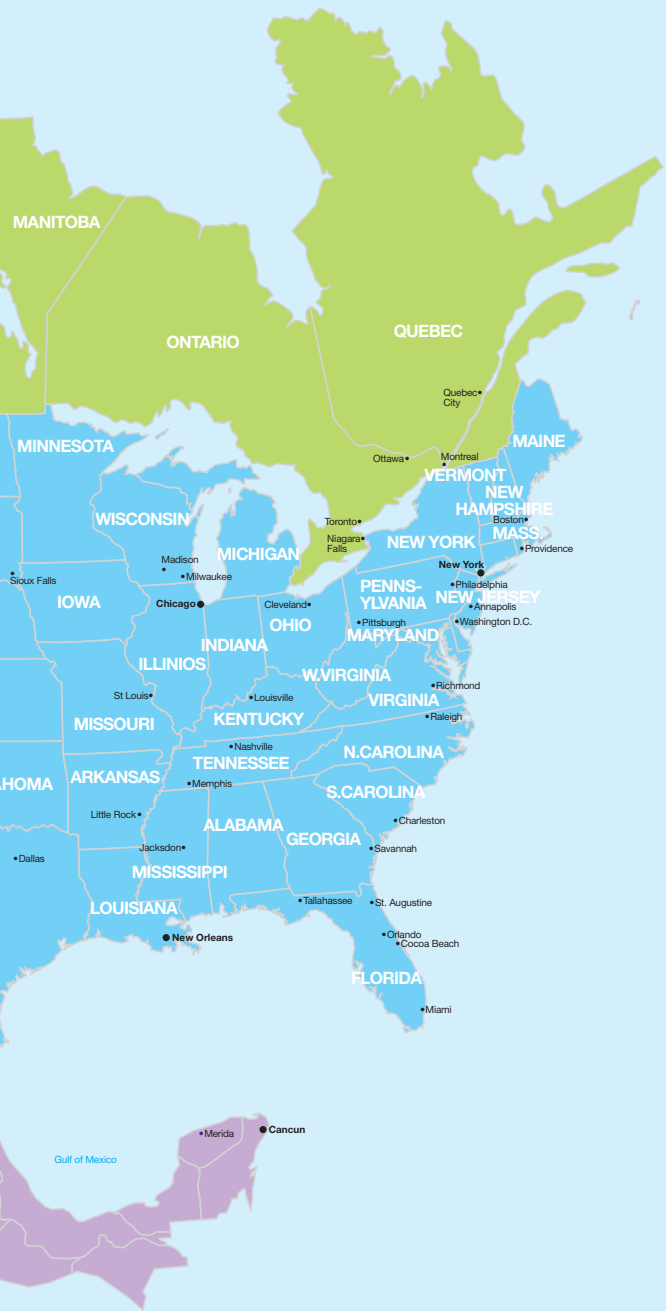 MANITOBA
ONTARIO
QUEBEC
Quebec
City
MINNESOTA
MAINE
Ottawa
Montreal
VERMONT
NEW
HAMPSHIRE
WISCONSIN
Toronto
Boston
MASS.
Niagara
Falls
NEW YORK
Providence
MICHIGAN
Madison
Milwaukee
New York
Sioux Falls
PENNS-
YLVANIA
Philadelphia
NEW JERSEY
IOWA
Chicago
Cleveland
Annapolis
OHIO
Pittsburgh
Washington D.C.
MARYLAND
INDIANA
ILLINIOS
W.VIRGINIA
Richmond
St Louis
Louisville
VIRGINIA
MISSOURI
KENTUCKY
Raleigh
Nashville
N.CAROLINA
TENNESSEE
AHOMA
ARKANSAS
Memphis
S.CAROLINA
Little Rock
Charleston
ALABAMA
GEORGIA
Jacksdon
Savannah
Dallas
MISSISSIPPI
Tallahassee
St. Augustine
LOUISIANA
New Orleans
Orlando
Cocoa Beach
FLORIDA
Miami
Merida
Cancun
Gulf of Mexico